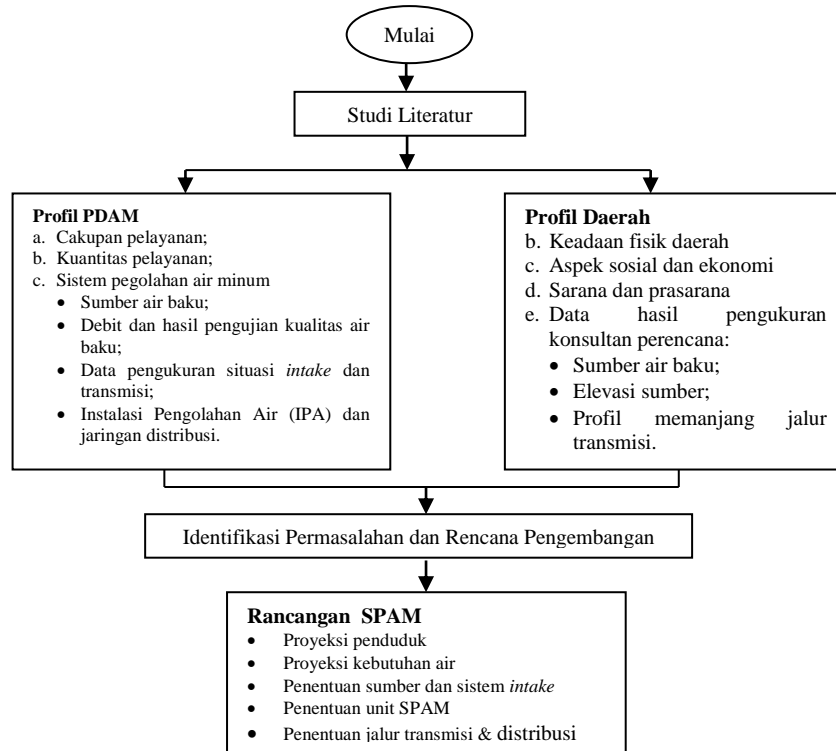 Mulai
Studi Literatur
Profil PDAM
a. Cakupan pelayanan;
b. Kuantitas pelayanan;
c. Sistem pegolahan air minum
• Sumber air baku;
• Debit dan hasil pengujian kualitas air
baku;
• Data pengukuran situasi intake dan
transmisi;
• Instalasi Pengolahan Air (IPA) dan
jaringan distribusi.
Profil Daerah
b. Keadaan fisik daerah
c. Aspek sosial dan ekonomi
d. Sarana dan prasarana
e. Data hasil pengukuran
konsultan perencana:
• Sumber air baku;
• Elevasi sumber;
• Profil memanjang jalur
transmisi.
Identifikasi Permasalahan dan Rencana Pengembangan
Rancangan SPAM
• Proyeksi penduduk
• Proyeksi kebutuhan air
• Penentuan sumber dan sistem intake
• Penentuan unit SPAM
• Penentuan jalur transmisi & distribusi